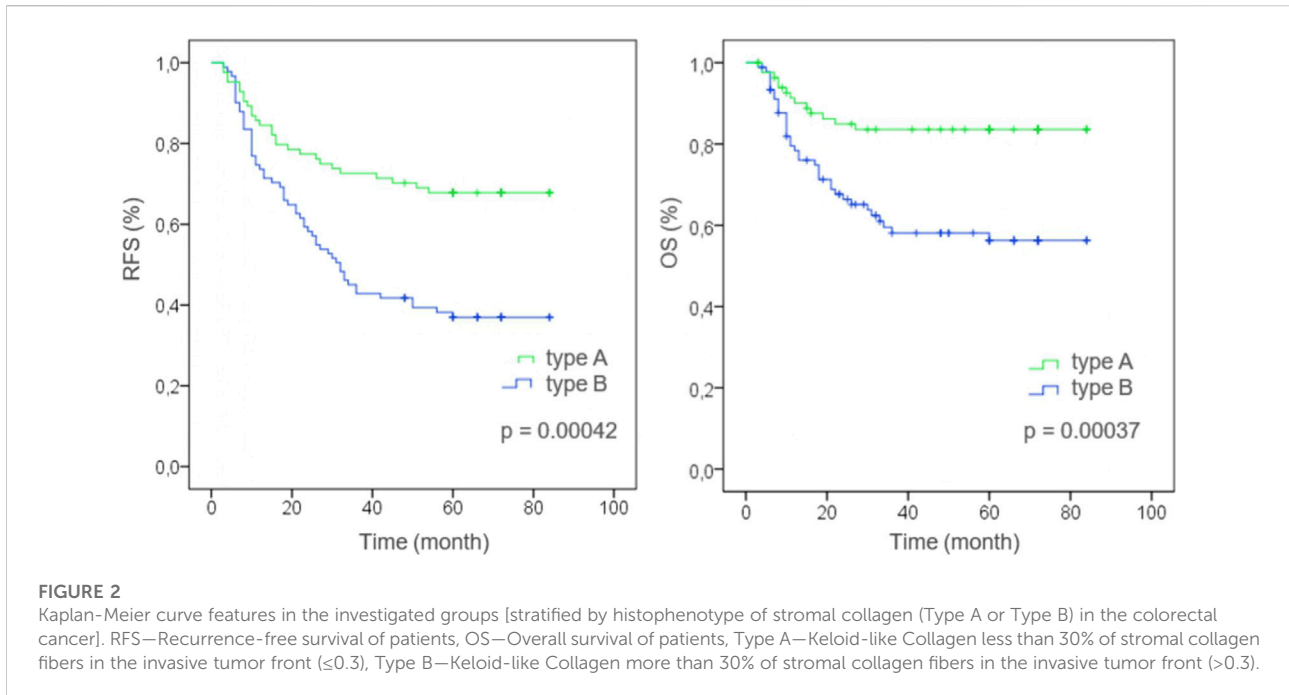 1,0
0,8
0,6
0,4
0,2
0,0
RFS (%)
type A
type B
p = 0.00042
0 20 40 60 80 100
Time (month)
1,0
0,8
0,6
0,4
0,2
0,0
OS (%)
type A
type B
p = 0.00037
0 20 40 60 80 100
Time (month)
FIGURE 2
Kaplan-Meier curve features in the investigated groups [stratified by histophenotype of stromal collagen (Type A or Type B) in the colorectal
cancer]. RFS—Recurrence-free survival of patients, OS—Overall survival of patients, Type A—Keloid-like Collagen less than 30% of stromal collagen
fibers in the invasive tumor front (≤0.3), Type B—Keloid-like Collagen more than 30% of stromal collagen fibers in the invasive tumor front (>0.3).